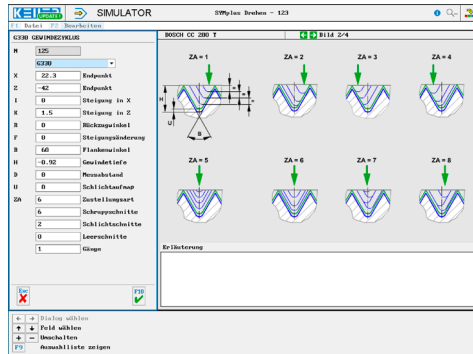 KELLER UPDATE! SIMULATOR SYMplus Drehen - 123
F1 Datei F2 Bearbeiten
G330 GEWINDEZYKLUS BOSCH CC 200 T Bild 2/4
N 125
G330
X 22.3 Endpunkt
Z -42 Endpunkt
I 0 Steigung in X
K 1.5 Steigung in Z
R 0 Rückzugwinkel
F 0 Steigungsänderung
B 60 Flankenwinkel
H -0.92 Gewindetiefe
D 0 Messabstand
U 0 Schlichtaufmaß
ZA 6 Zustellungsart
6 Schruppschnitte
2 Schlichtschnitte
0 Leerschnitte
1 Gänge
ZA = 1 ZA = 2 ZA = 3 ZA = 4
H
U
B
ZA = 5 ZA = 6 ZA = 7 ZA = 8
Erläuterung
Esc F10
Dialog wählen
Feld wählen
+ - Umschalten
F9 Auswahlliste zeigen